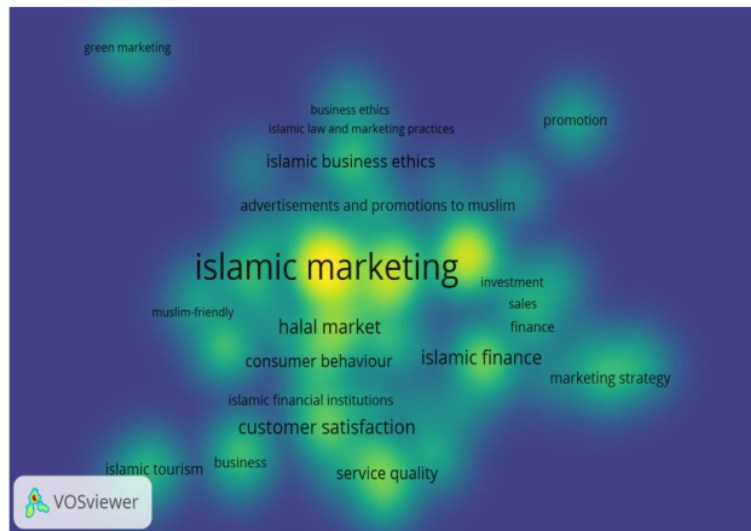 green marketing
business ethics
promotion
islamic law and marketing practices
islamic business ethics
advertisements and promotions to muslim
islamic marketing
investment
sales
muslim-friendly
halal market
finance
consumer behaviour
islamic finance
marketing strategy
islamic financial institutions
customer satisfaction
business
islamic tourism
service quality
VOSviewer